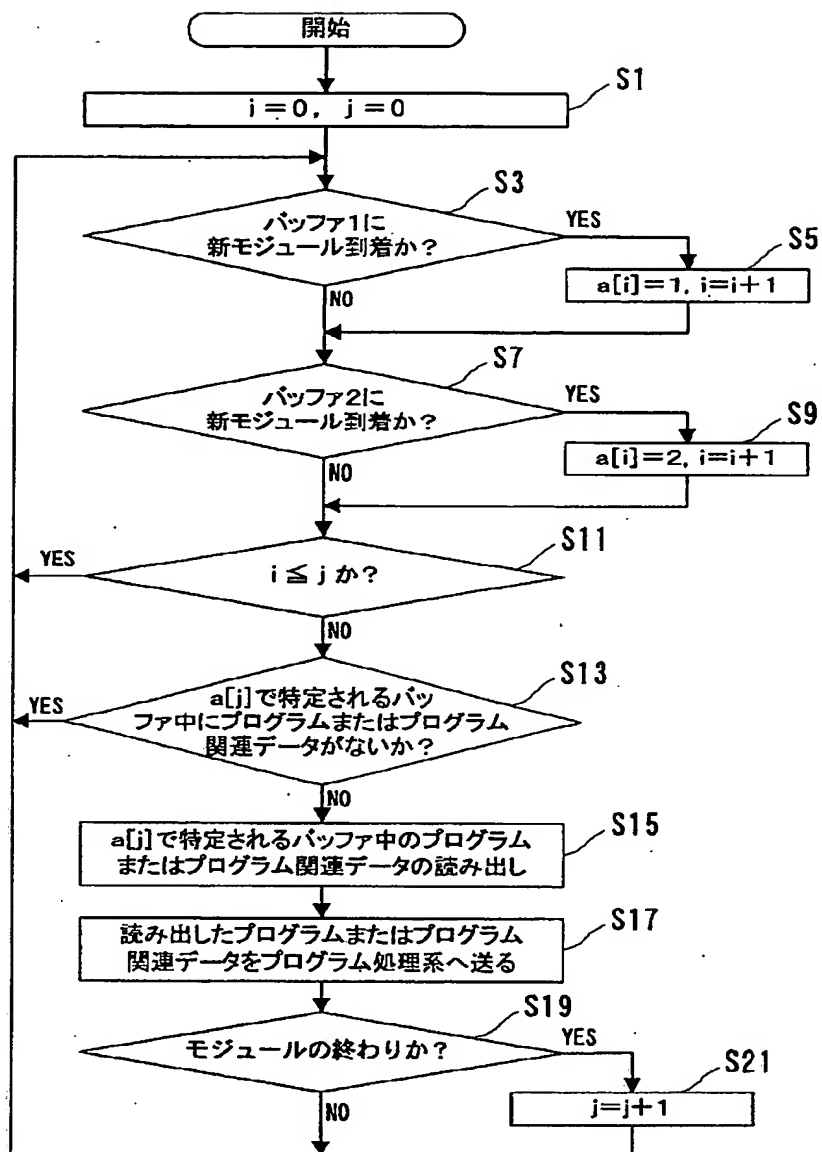 開始
S1
i=0, j=0
S3
バッファ1に
新モジュール到着か？
YES
S5
a[i]=1, i=i+1
NO
S7
バッファ2に
新モジュール到着か？
YES
S9
a[i]=2, i=i+1
NO
S11
YES
i≦jか？
NO
S13
YES
a[j]で特定されるバッ
ファ中にプログラムまたはプログラム
関連データがないか？
NO
S15
a[j]で特定されるバッファ中のプログラム
またはプログラム関連データの読み出し
S17
読み出したプログラムまたはプログラム
関連データをプログラム処理系へ送る
S19
モジュールの終わりか？
YES
S21
j=j+1
NO